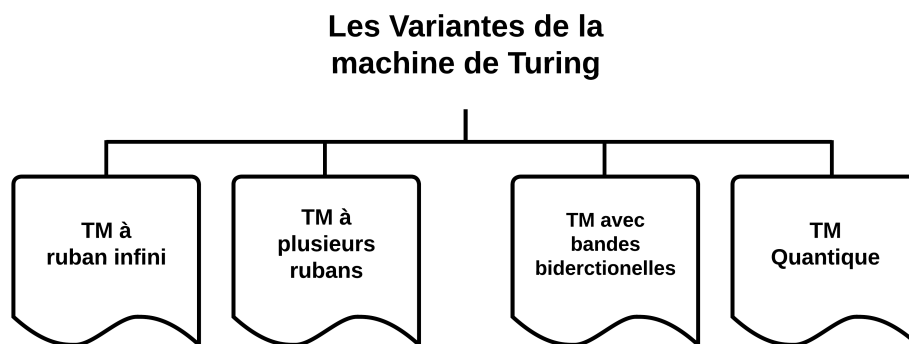 Les Variantes de la
machine de Turing
TM à
ruban infini
TM à
plusieurs
rubans
TM avec
bandes
biderctionelles
TM
Quantique